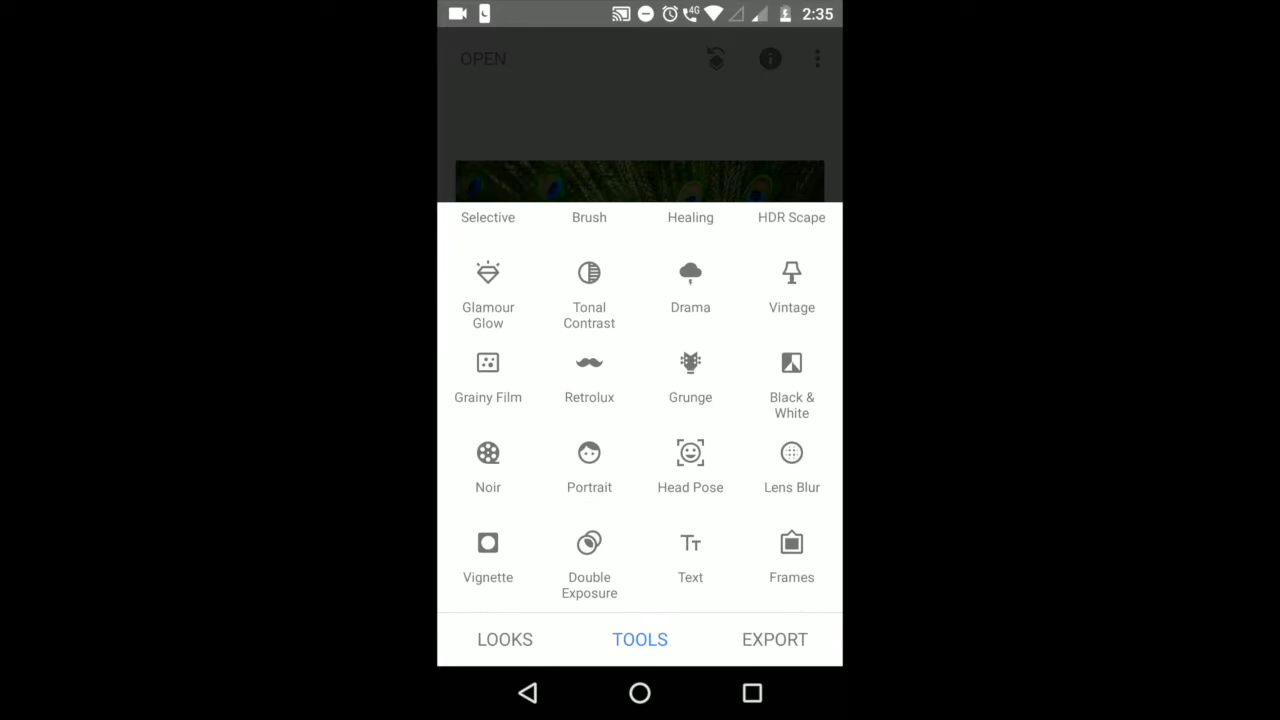 4G 2:35
OPEN
Selective Brush Healing HDR Scape
Glamour Glow Tonal Contrast Drama Vintage
Grainy Film Retrolux Grunge Black & White
Noir Portrait Head Pose Lens Blur
Vignette Double Exposure Text Frames
LOOKS TOOLS EXPORT